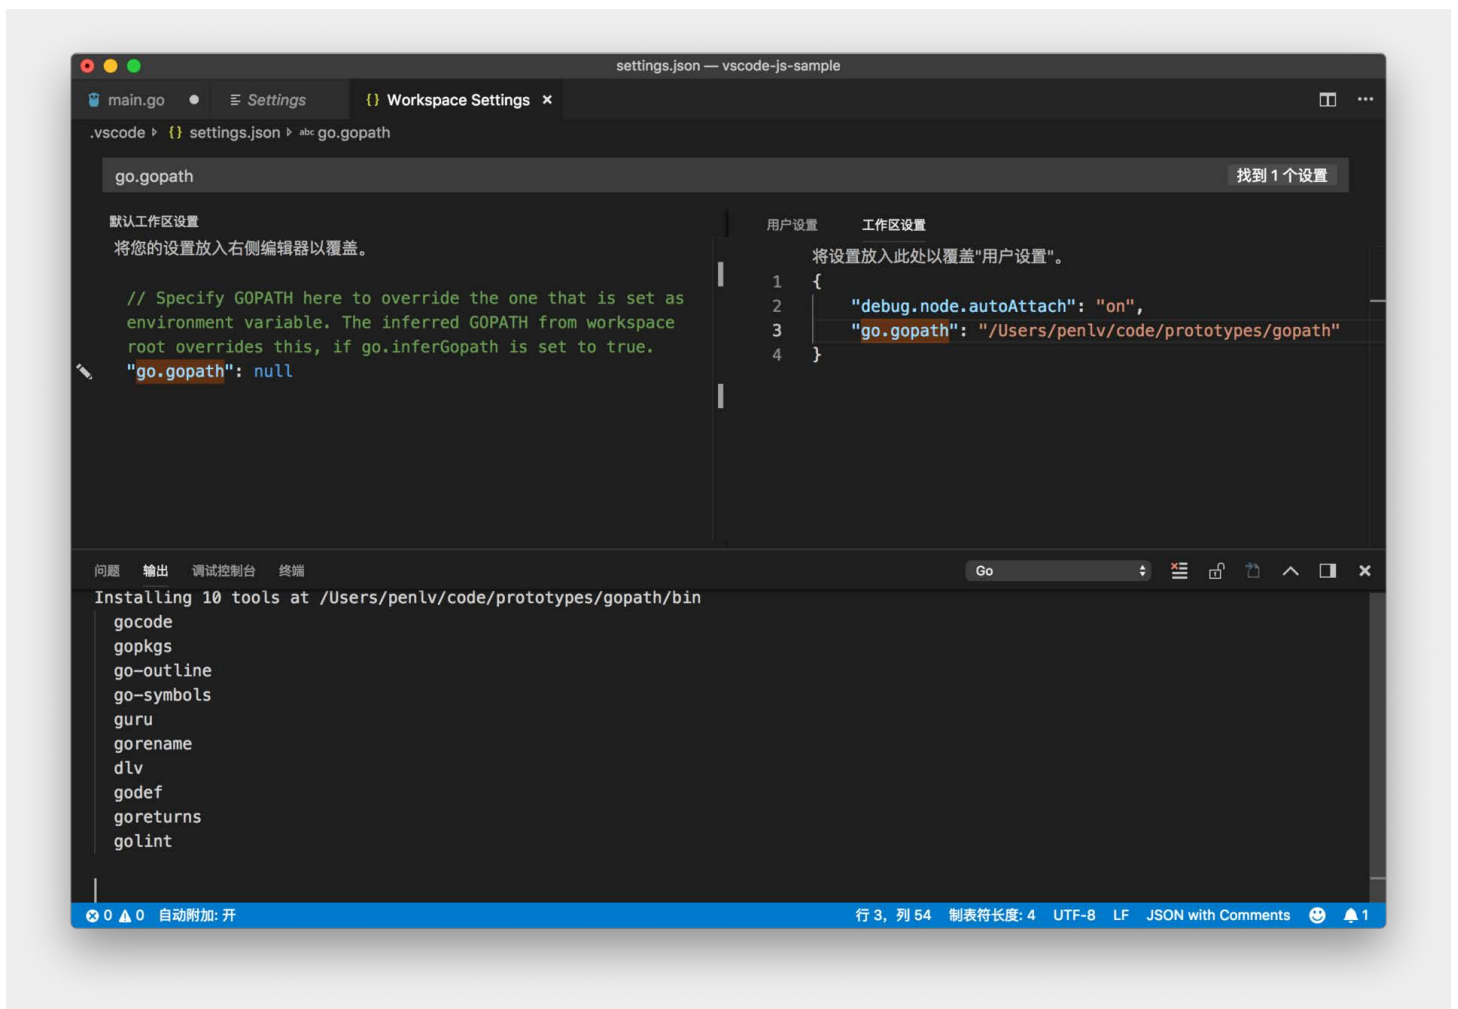 settings.json — vscode-js-sample
main.go
Settings
Workspace Settings
.vscode
{} settings.json
abc go.gopath
go.gopath
找到 1 个设置
默认工作区设置
将您的设置放入右侧编辑器以覆盖。
// Specify GOPATH here to override the one that is set as
environment variable. The inferred GOPATH from workspace
root overrides this, if go.inferGopath is set to true.
"go.gopath": null
用户设置 工作区设置
将设置放入此处以覆盖"用户设置"。
1 {
2 "debug.node.autoAttach": "on",
3 "go.gopath": "/Users/penlv/code/prototypes/gopath"
4 }
问题 输出 调试控制台 终端
Go
Installing 10 tools at /Users/penlv/code/prototypes/gopath/bin
gocode
gopkgs
go-outline
go-symbols
guru
gorename
dlv
godef
goreturns
golint
0 0 自动附加: 开
行 3，列 54 制表符长度: 4 UTF-8 LF JSON with Comments 1